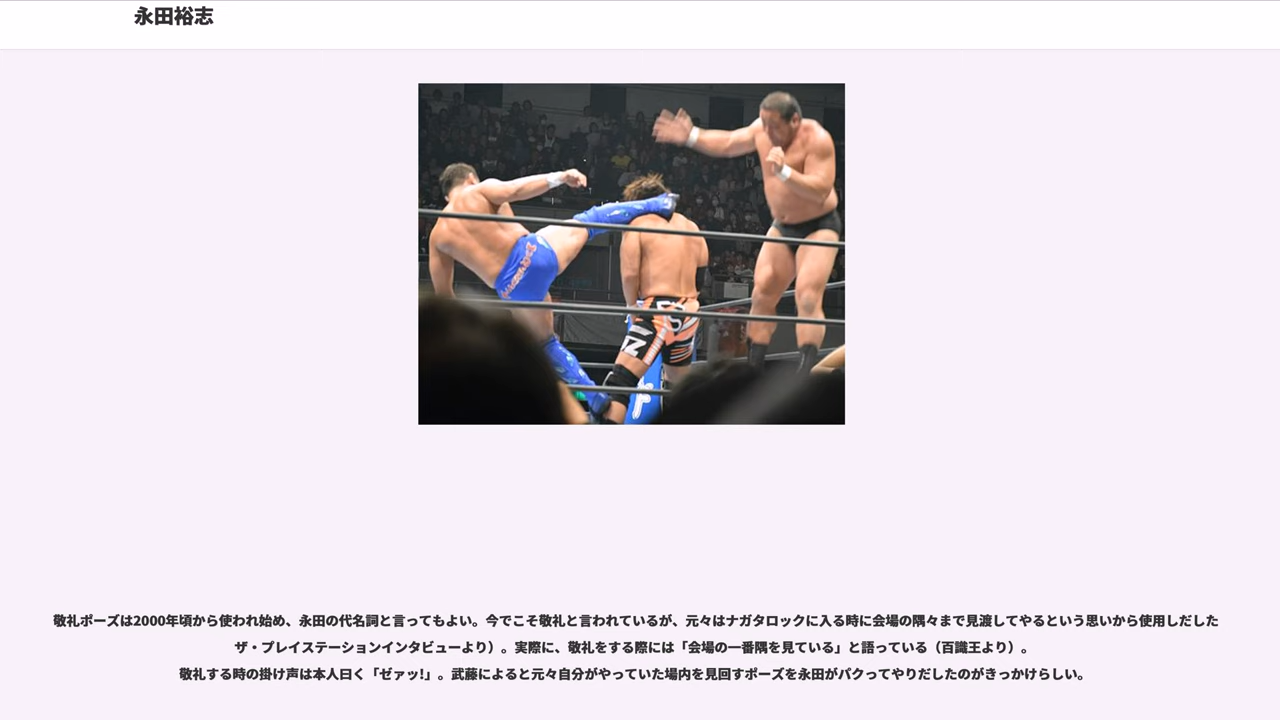 永田裕志
敬礼ポーズは2000年頃から使われ始め、永田の代名詞と言ってもよい。今でこそ敬礼と言われているが、元々はナガタロックに入る時に会場の隅々まで見渡してやるという思いから使用しだした
ザ・プレイステーションインタビューより）。実際に、敬礼をする際には「会場の一番隅を見ている」と語っている（百識王より）。
敬礼する時の掛け声は本人曰く「ゼァッ!」。武藤によると元々自分がやっていた場内を見回すポーズを永田がパクってやりだしたのがきっかけらしい。